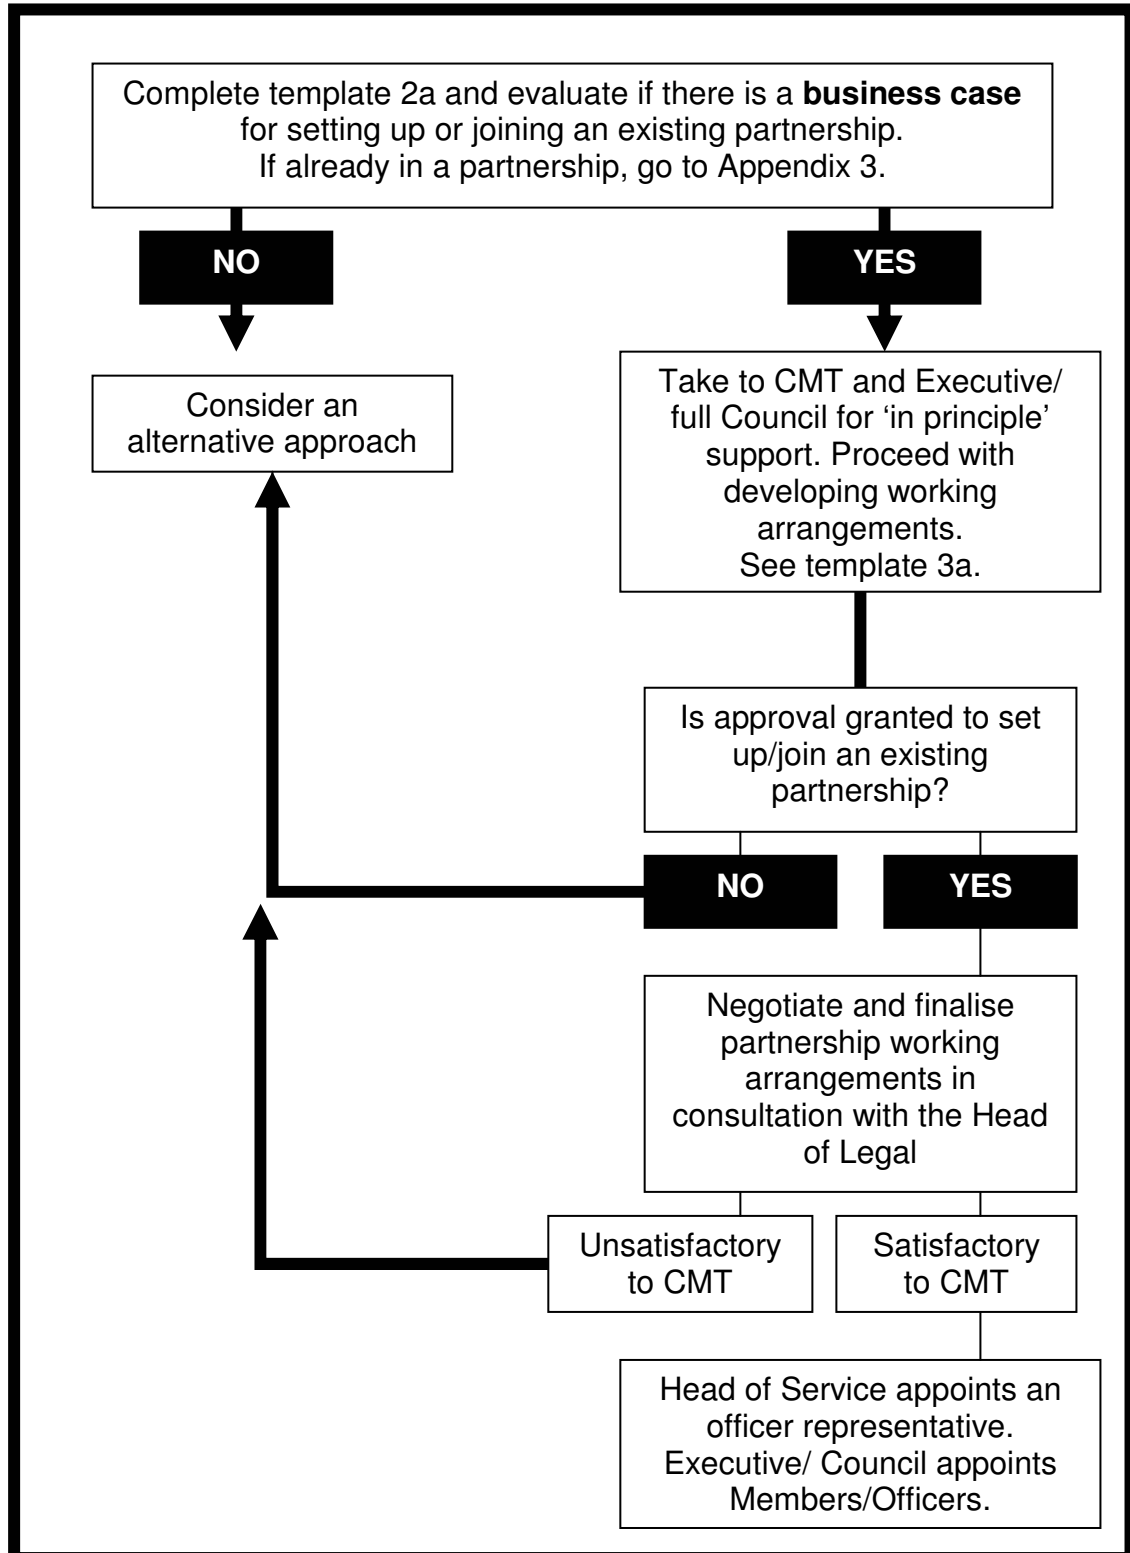 Complete template 2a and evaluate if there is a business case
for setting up or joining an existing partnership.
If already in a partnership, go to Appendix 3.
NO
YES
Consider an
alternative approach
Take to CMT and Executive/
full Council for ‘in principle’
support. Proceed with
developing working
arrangements.
See template 3a.
Is approval granted to set
up/join an existing
partnership?
NO
YES
Negotiate and finalise
partnership working
arrangements in
consultation with the Head
of Legal
Unsatisfactory
to CMT
Satisfactory
to CMT
Head of Service appoints an
officer representative.
Executive/ Council appoints
Members/Officers.